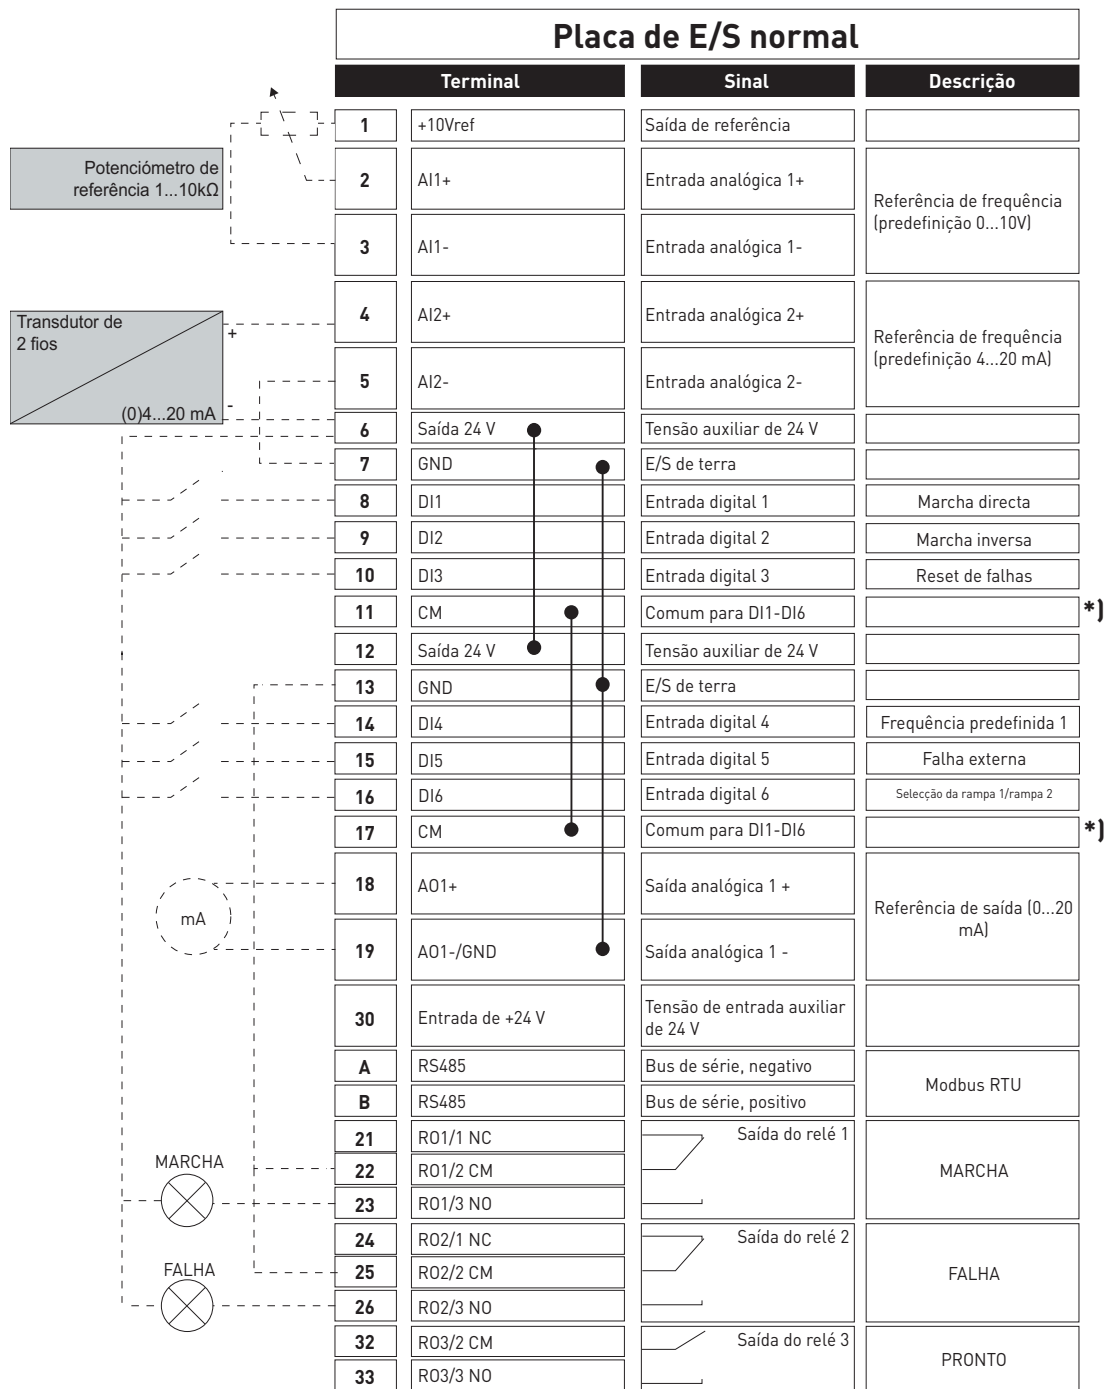 Placa de E/S normal
Terminal Sinal Descrição
1 +10Vref Saída de referência
Potenciómetro de
referência 1...10kΩ
2 AI1+ Entrada analógica 1+
Referência de frequência
(predefinição 0...10V)
3 AI1- Entrada analógica 1-
Transdutor de
2 fios
+
-
(0)4...20 mA
4 AI2+ Entrada analógica 2+
Referência de frequência
(predefinição 4...20 mA)
5 AI2- Entrada analógica 2-
6 Saída 24 V Tensão auxiliar de 24 V
7 GND E/S de terra
8 DI1 Entrada digital 1 Marcha directa
9 DI2 Entrada digital 2 Marcha inversa
10 DI3 Entrada digital 3 Reset de falhas
11 CM Comum para DI1-DI6 *)
12 Saída 24 V Tensão auxiliar de 24 V
13 GND E/S de terra
14 DI4 Entrada digital 4 Frequência predefinida 1
15 DI5 Entrada digital 5 Falha externa
16 DI6 Entrada digital 6 Selecção da rampa 1/rampa 2
17 CM Comum para DI1-DI6 *)
18 AO1+ Saída analógica 1 +
mA
Referência de saída (0...20
mA)
19 AO1-/GND Saída analógica 1 -
30 Entrada de +24 V Tensão de entrada auxiliar
de 24 V
A RS485 Bus de série, negativo
Modbus RTU
B RS485 Bus de série, positivo
21 RO1/1 NC Saída do relé 1
MARCHA
22 RO1/2 CM MARCHA
23 RO1/3 NO
24 RO2/1 NC Saída do relé 2
FALHA
25 RO2/2 CM FALHA
26 RO2/3 NO
32 RO3/2 CM Saída do relé 3
PRONTO
33 RO3/3 NO